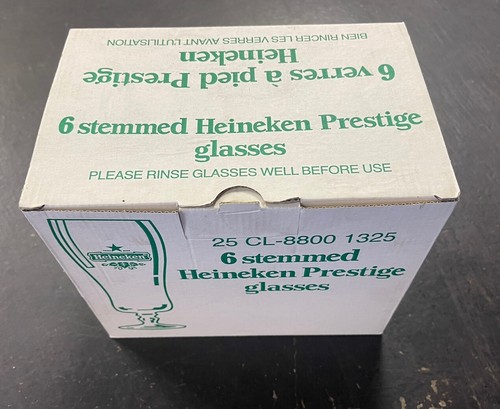 BIEN RINCER LES VERRES AVANT L'UTILISATION
6 verres à pied Prestige
Heineken
6 stemmed Heineken Prestige
glasses
PLEASE RINSE GLASSES WELL BEFORE USE
25 CL-8800 1325
6 stemmed
Heineken Prestige
glasses
Heineken